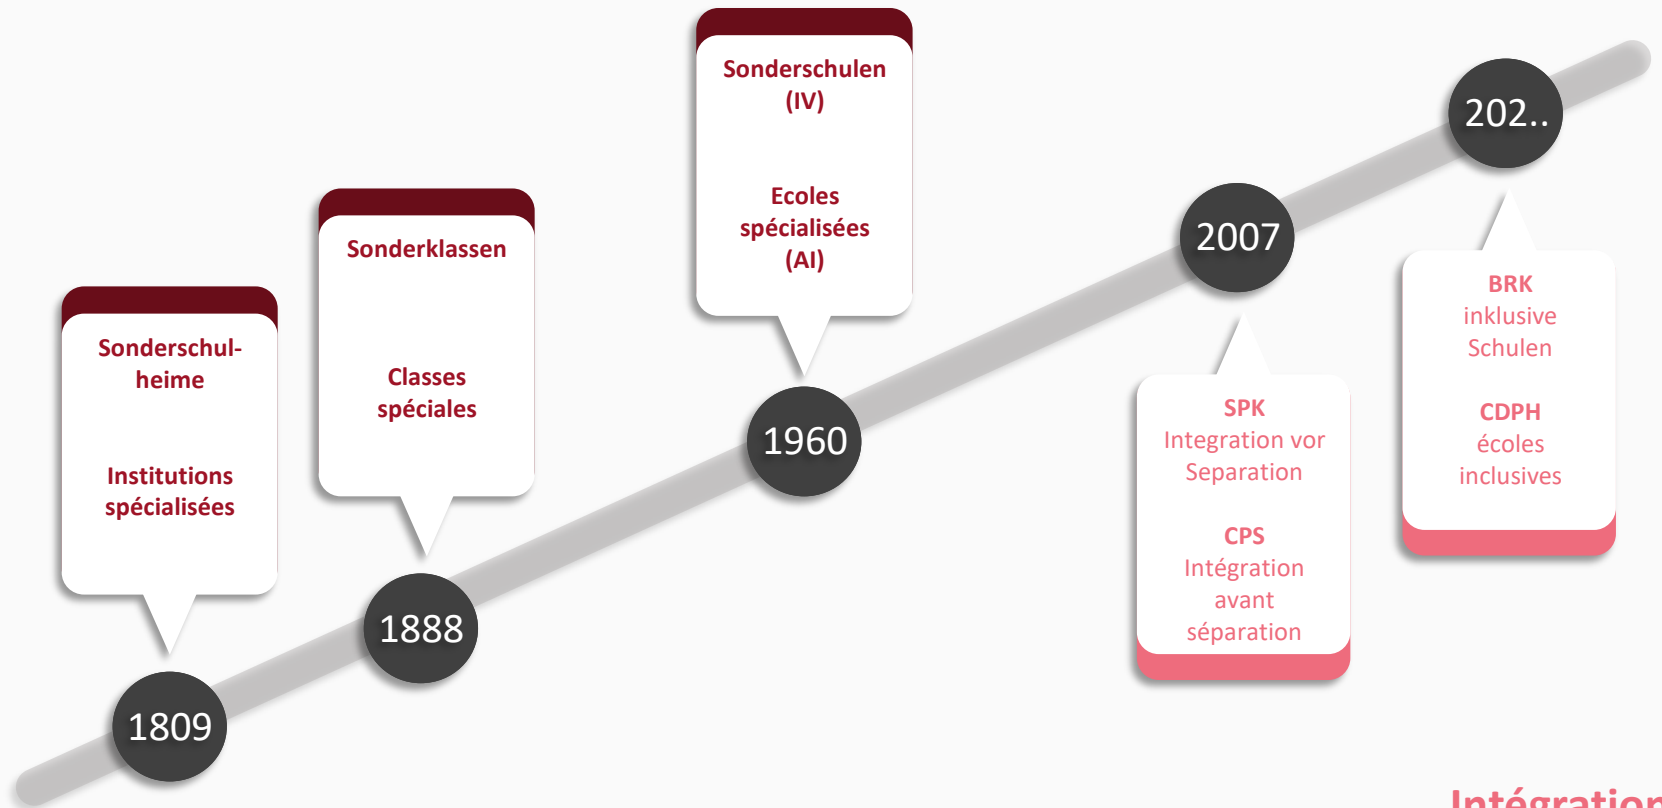 Sonderschul-
heime
Institutions
spécialisées
1809
Sonderklassen
Classes
spéciales
1888
Sonderschulen
(IV)
Ecoles
spécialisées
(AI)
1960
2007
SPK
Integration vor
Separation
CPS
Intégration
avant
séparation
202..
BRK
inklusive
Schulen
CDPH
écoles
inclusives
Intégration